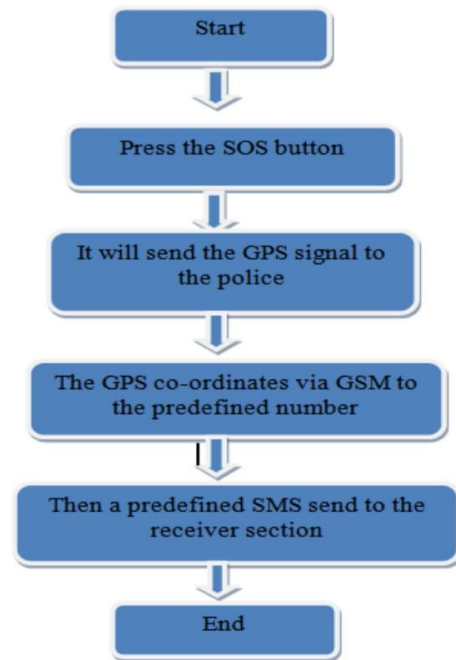 Start
Press the SOS button
It will send the GPS signal to
the police
The GPS co-ordinates via GSM to
the predefined number
Then a predefined SMS send to the
receiver section
End